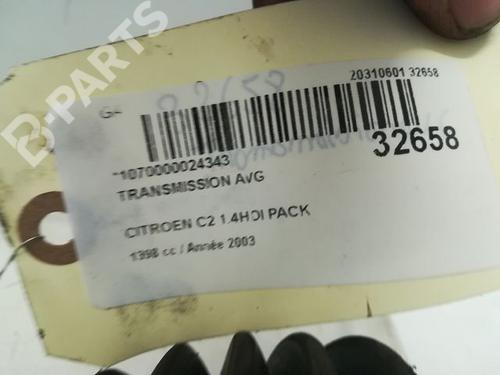 B-PARTS
20310601 32658
32658
*1070000024343
TRANSMISSION AVG
CITROEN C2 1.4HDI PACK
1398 cc / Année 2003